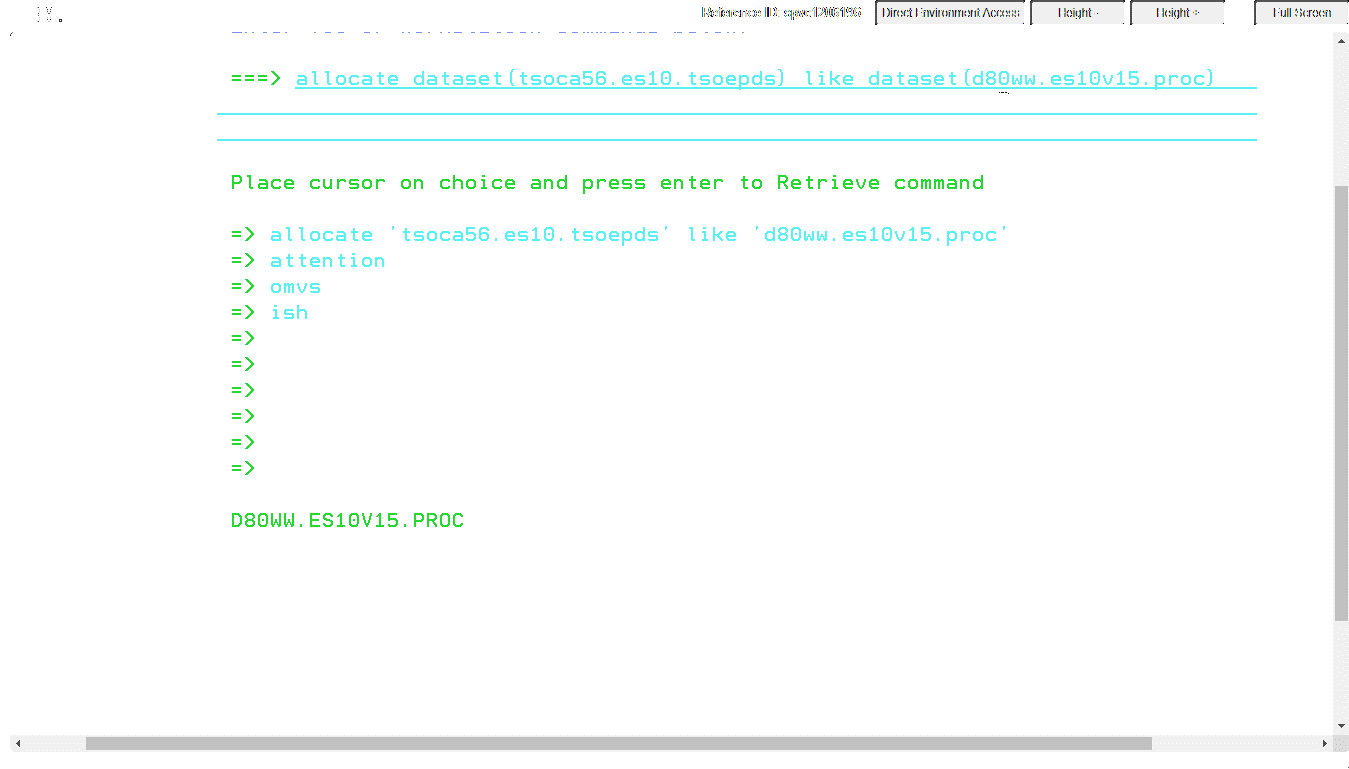 Reference ID: Direct Environment Access Height - Height + Full Screen
===> allocate dataset(tsoca56.es10.tsoepds) like dataset(d80ww.es10v15.proc)
Place cursor on choice and press enter to Retrieve command
=> allocate 'tsoca56.es10.tsoepds' like 'd80ww.es10v15.proc'
=> attention
=> omvs
=> ish
=>
=>
=>
=>
=>
=>
D80WW.ES10V15.PROC